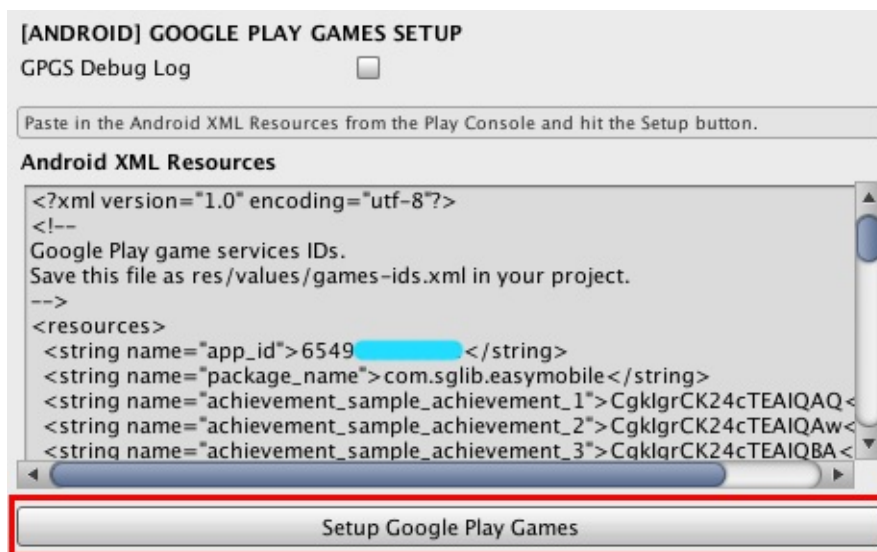 [ANDROID] GOOGLE PLAY GAMES SETUP
GPGS Debug Log
Paste in the Android XML Resources from the Play Console and hit the Setup button.
Android XML Resources
<?xml version="1.0" encoding="utf-8"?>
<!--
Google Play game services IDs.
Save this file as res/values/games-ids.xml in your project.
-->
<resources>
<string name="app_id">6549 </string>
<string name="package_name">com.sglib.easymobile</string>
<string name="achievement_sample_achievement_1">CgkIgrCK24cTEAIQAQ<
<string name="achievement_sample_achievement_2">CgkIgrCK24cTEAIQAw<
<string name="achievement_sample_achievement_3">CgkIgrCK24cTEAIQBA<
Setup Google Play Games